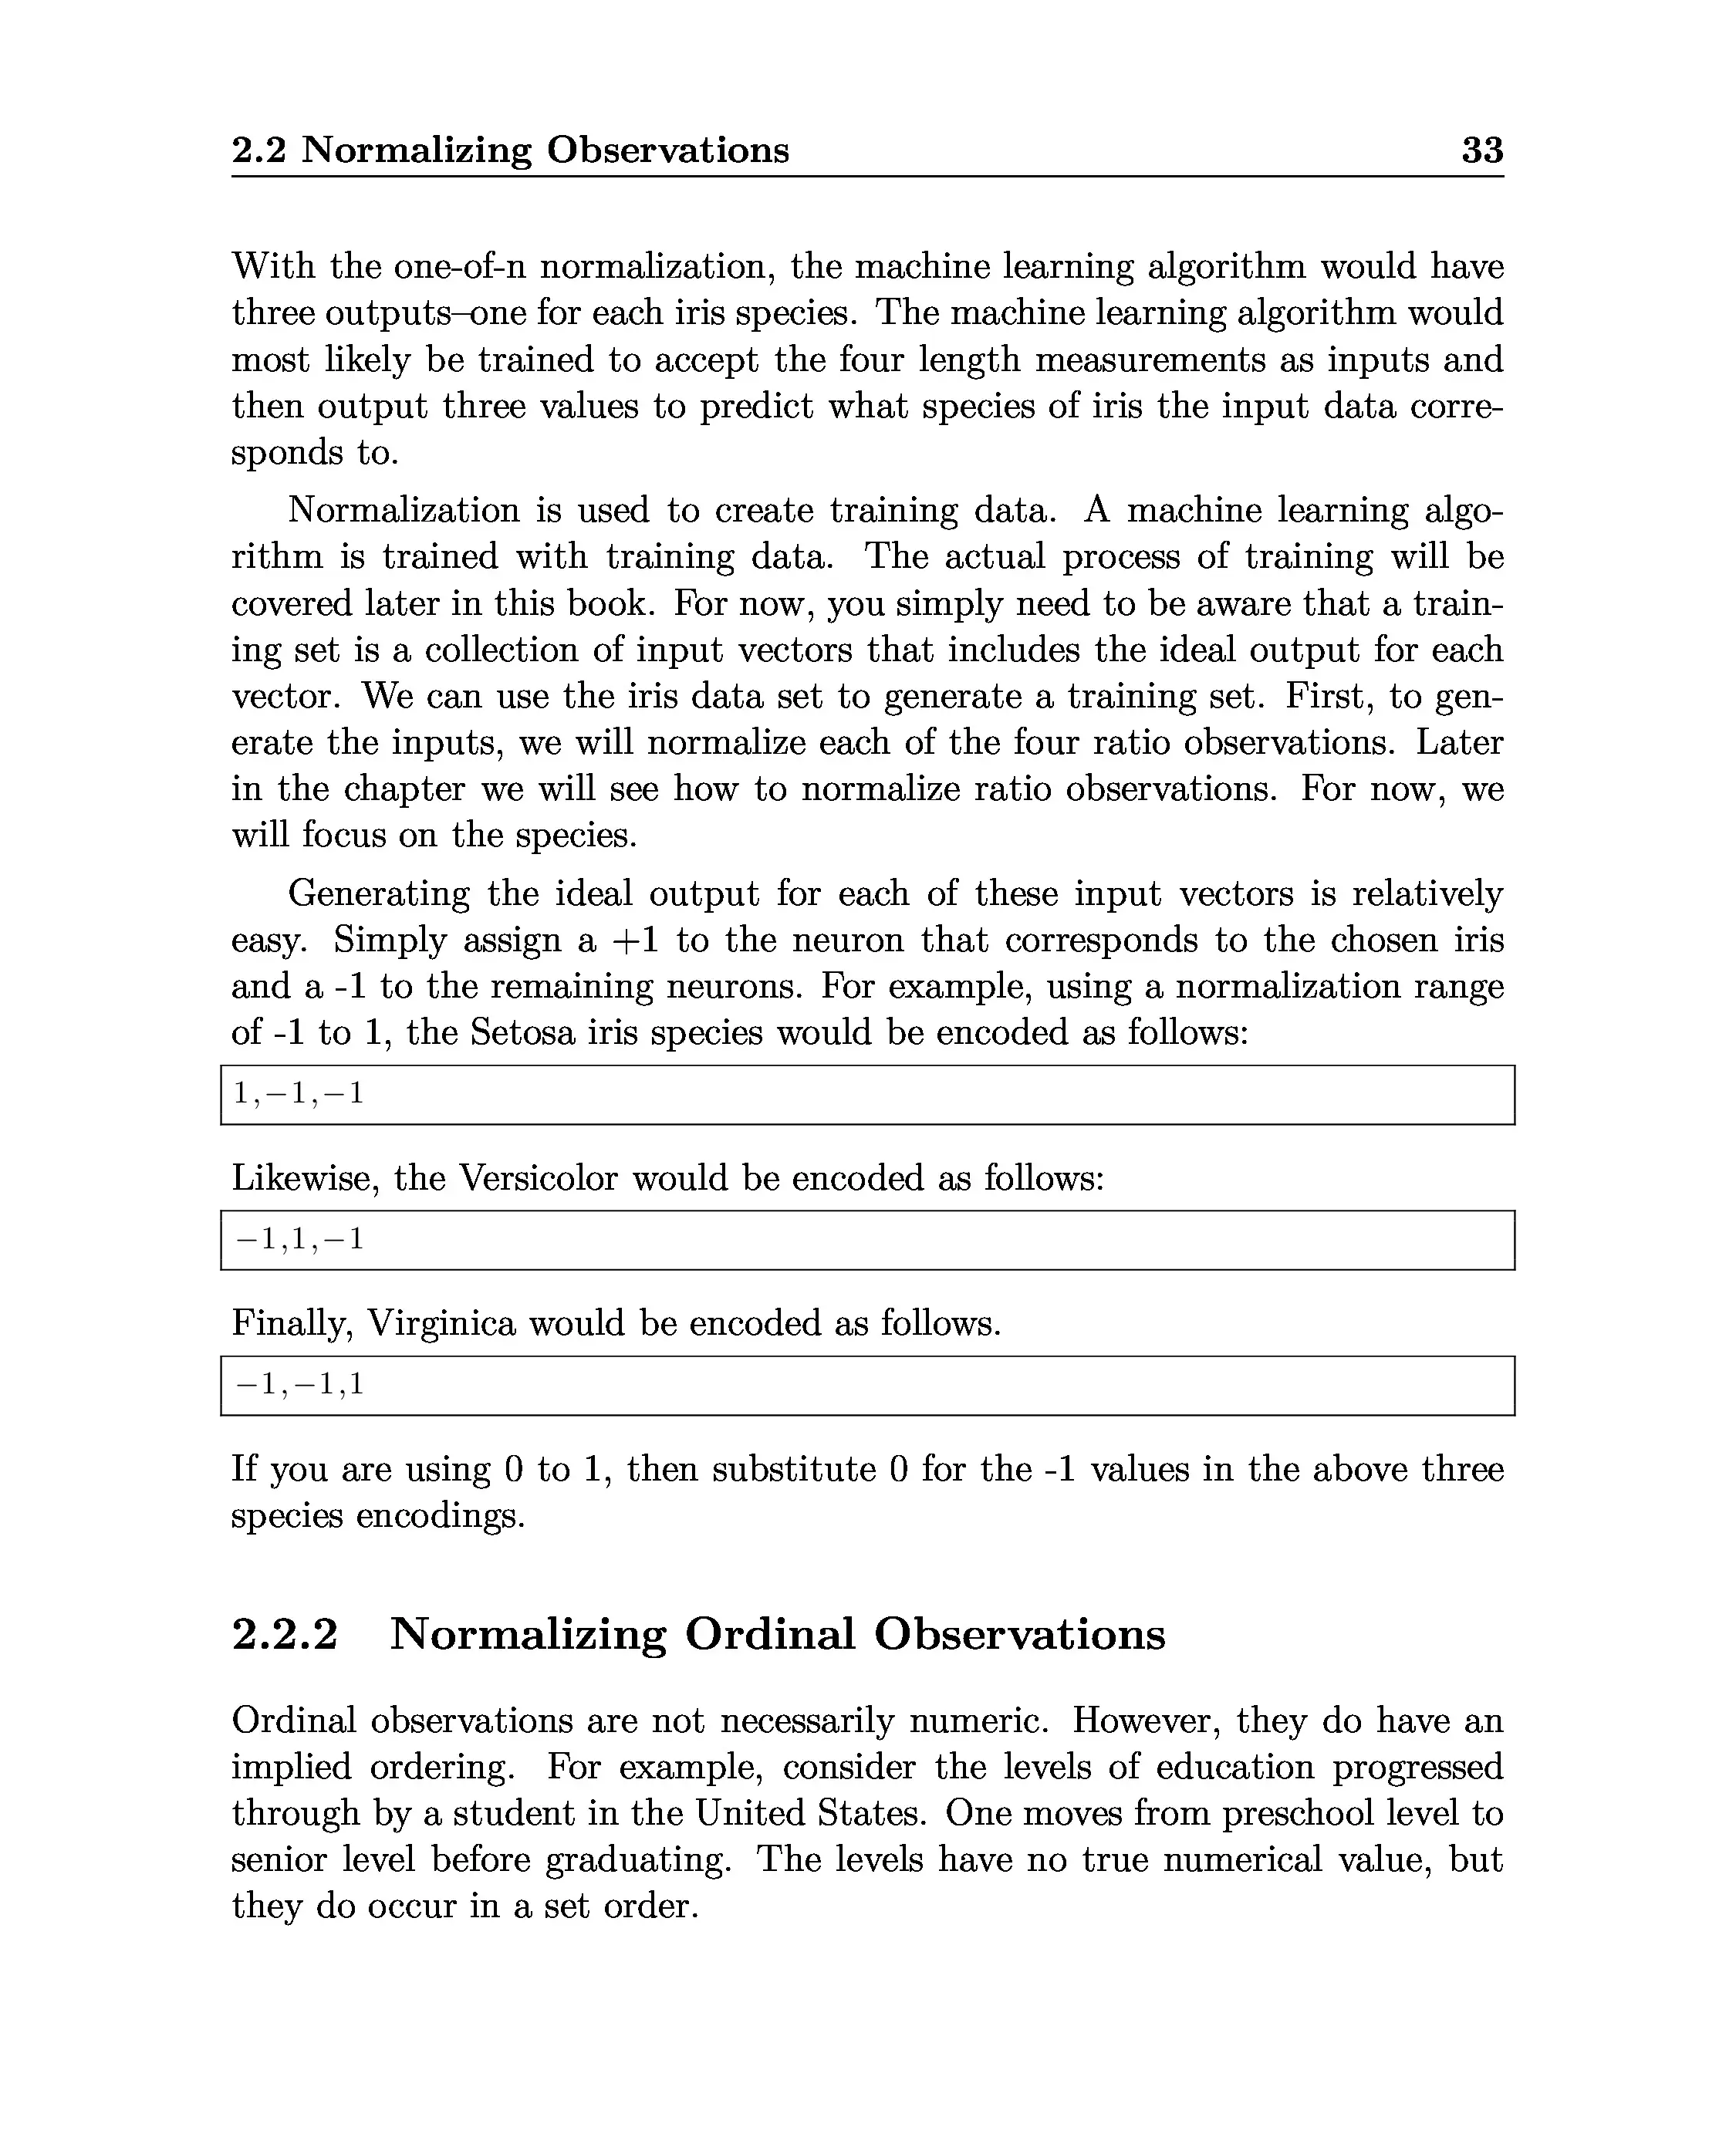 2.2 Normalizing Observations 33
With the one-of-n normalization, the machine learning algorithm would have
three outputs–one for each iris species. The machine learning algorithm would
most likely be trained to accept the four length measurements as inputs and
then output three values to predict what species of iris the input data corre-
sponds to.
Normalization is used to create training data. A machine learning algo-
rithm is trained with training data. The actual process of training will be
covered later in this book. For now, you simply need to be aware that a train-
ing set is a collection of input vectors that includes the ideal output for each
vector. We can use the iris data set to generate a training set. First, to gen-
erate the inputs, we will normalize each of the four ratio observations. Later
in the chapter we will see how to normalize ratio observations. For now, we
will focus on the species.
Generating the ideal output for each of these input vectors is relatively
easy. Simply assign a +1 to the neuron that corresponds to the chosen iris
and a -1 to the remaining neurons. For example, using a normalization range
of -1 to 1, the Setosa iris species would be encoded as follows:
1,−1,−1
Likewise, the Versicolor would be encoded as follows:
−1,1,−1
Finally, Virginica would be encoded as follows.
−1,−1,1
If you are using 0 to 1, then substitute 0 for the -1 values in the above three
species encodings.
2.2.2 Normalizing Ordinal Observations
Ordinal observations are not necessarily numeric. However, they do have an
implied ordering. For example, consider the levels of education progressed
through by a student in the United States. One moves from preschool level to
senior level before graduating. The levels have no true numerical value, but
they do occur in a set order.